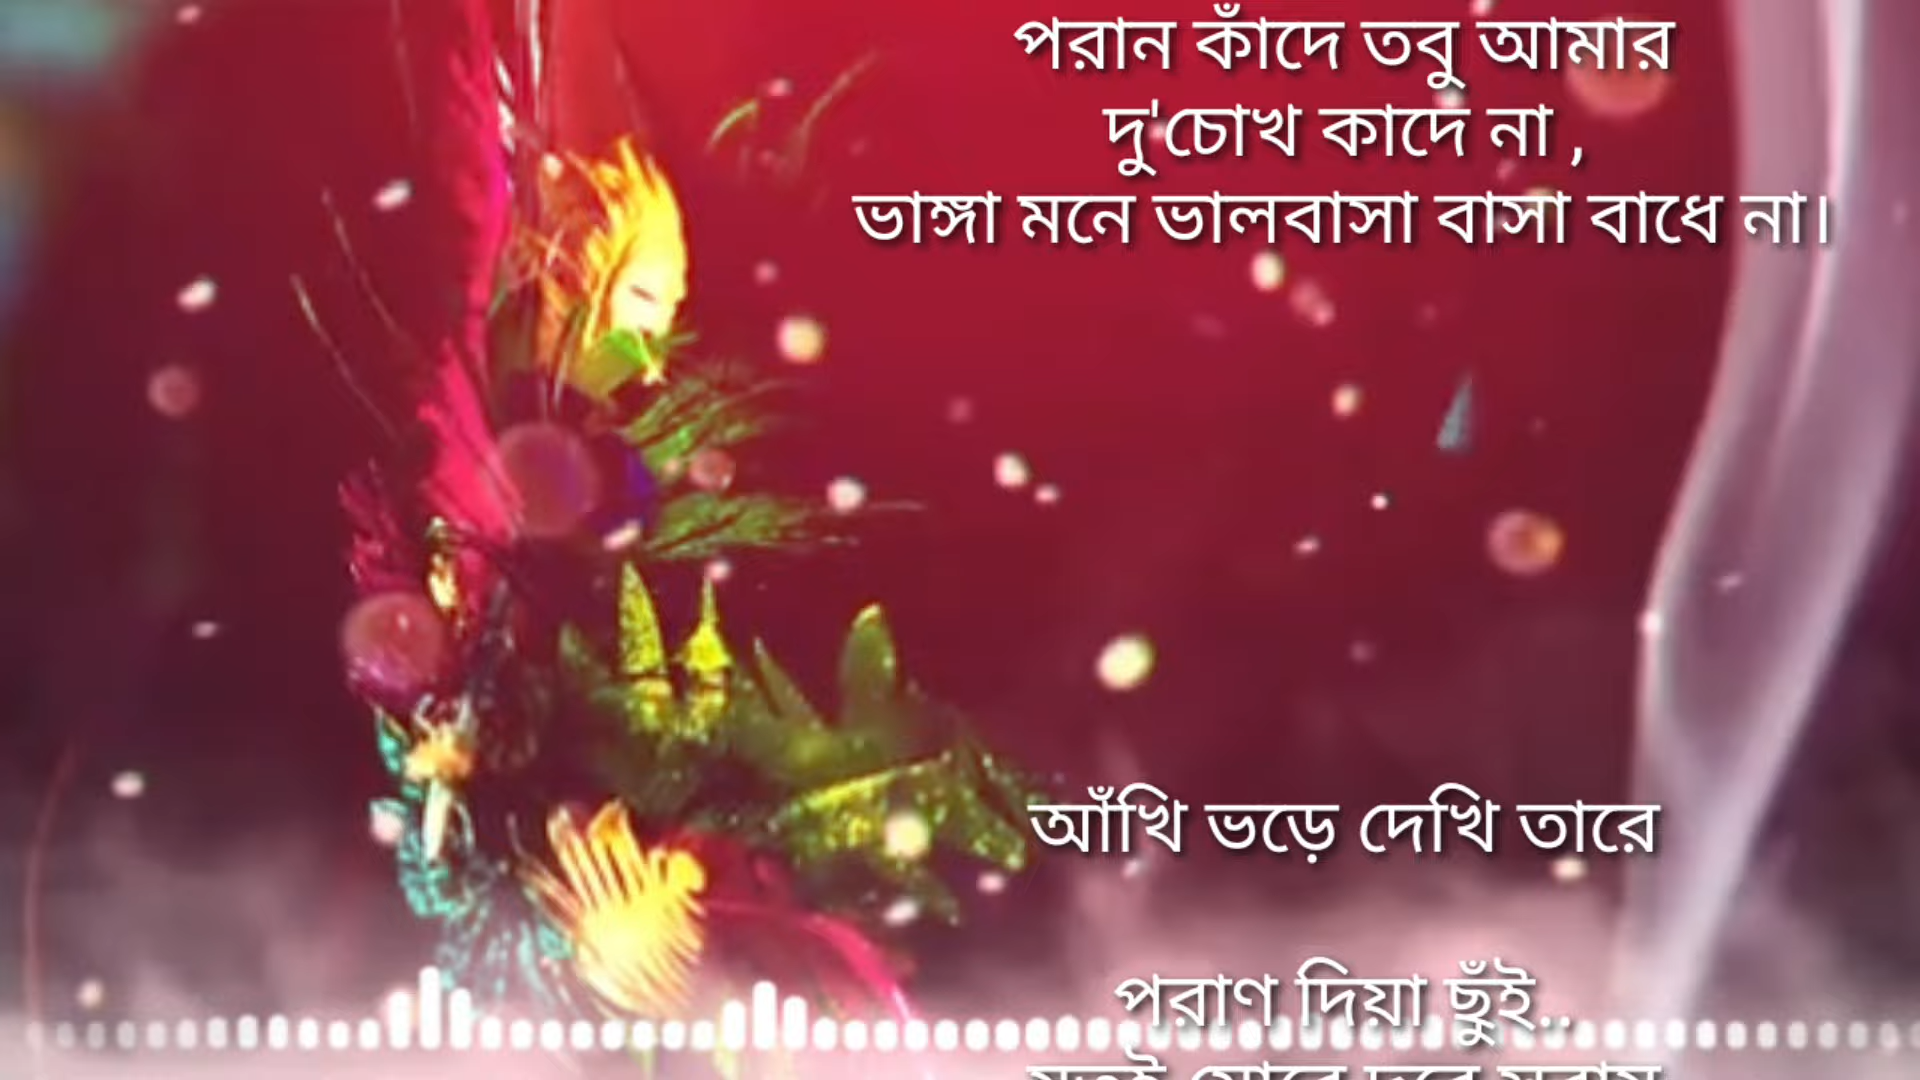 পরান কাঁদে তবু আমার
দু'চোখ কাদে না ,
ভাঙ্গা মনে ভালবাসা বাসা বাধে না।
আঁখি ভড়ে দেখি তারে
পরাণ দিয়া ছুঁই..